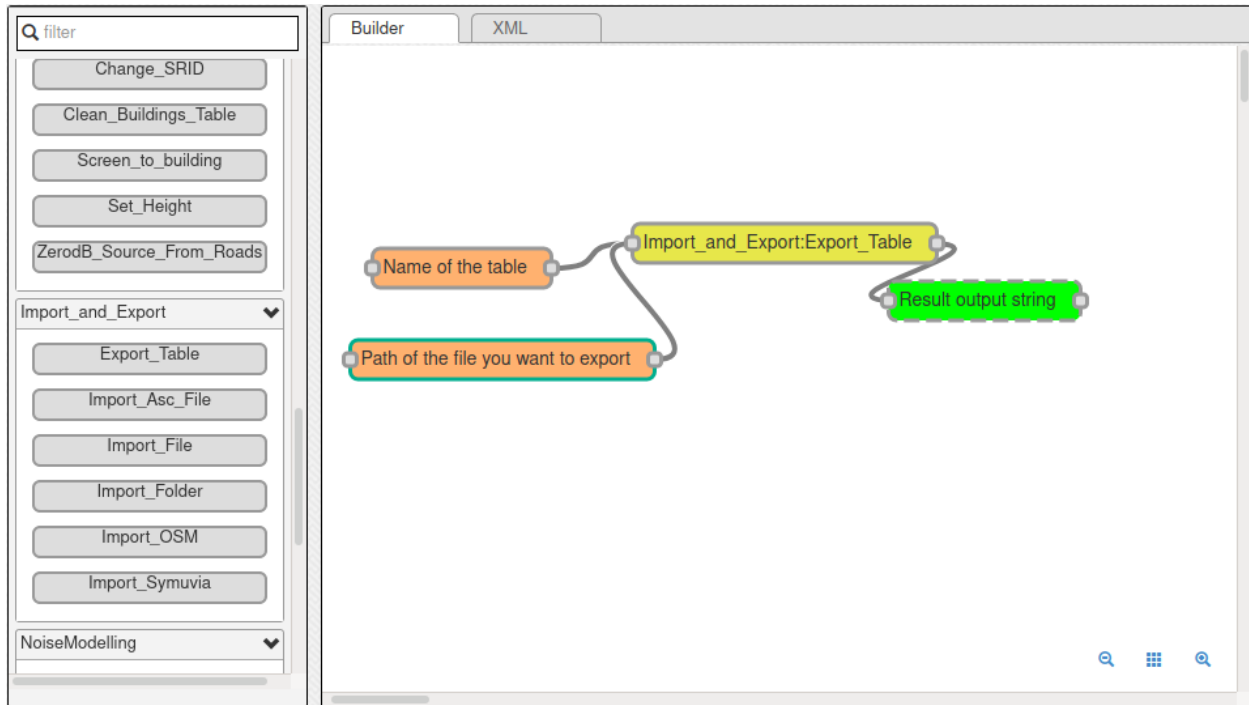 filter
Change_SRID
Clean_Buildings_Table
Screen_to_building
Set_Height
ZerodB_Source_From_Roads
Import_and_Export
Export_Table
Import_Asc_File
Import_File
Import_Folder
Import_OSM
Import_Symuvia
NoiseModelling
Builder
XML
Import_and_Export:Export_Table
Name of the table
Result output string
Path of the file you want to export